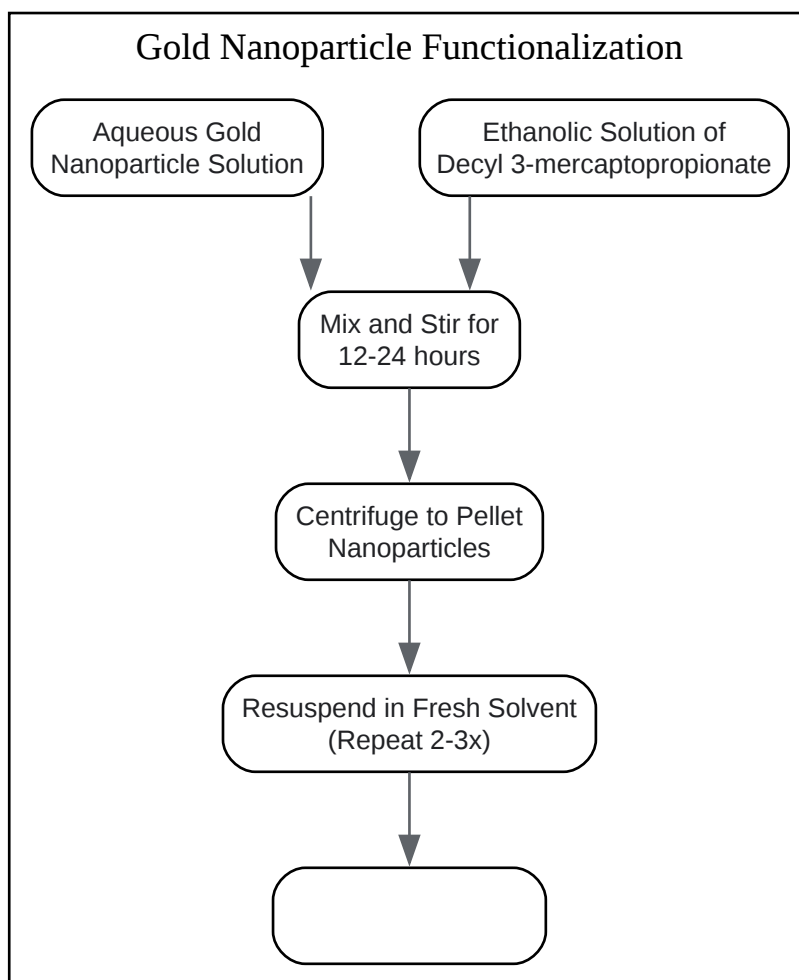 Gold Nanoparticle Functionalization
Aqueous Gold
Nanoparticle Solution
Ethanolic Solution of
Decyl 3-mercaptopropionate
Mix and Stir for
12-24 hours
Centrifuge to Pellet
Nanoparticles
Resuspend in Fresh Solvent
(Repeat 2-3x)